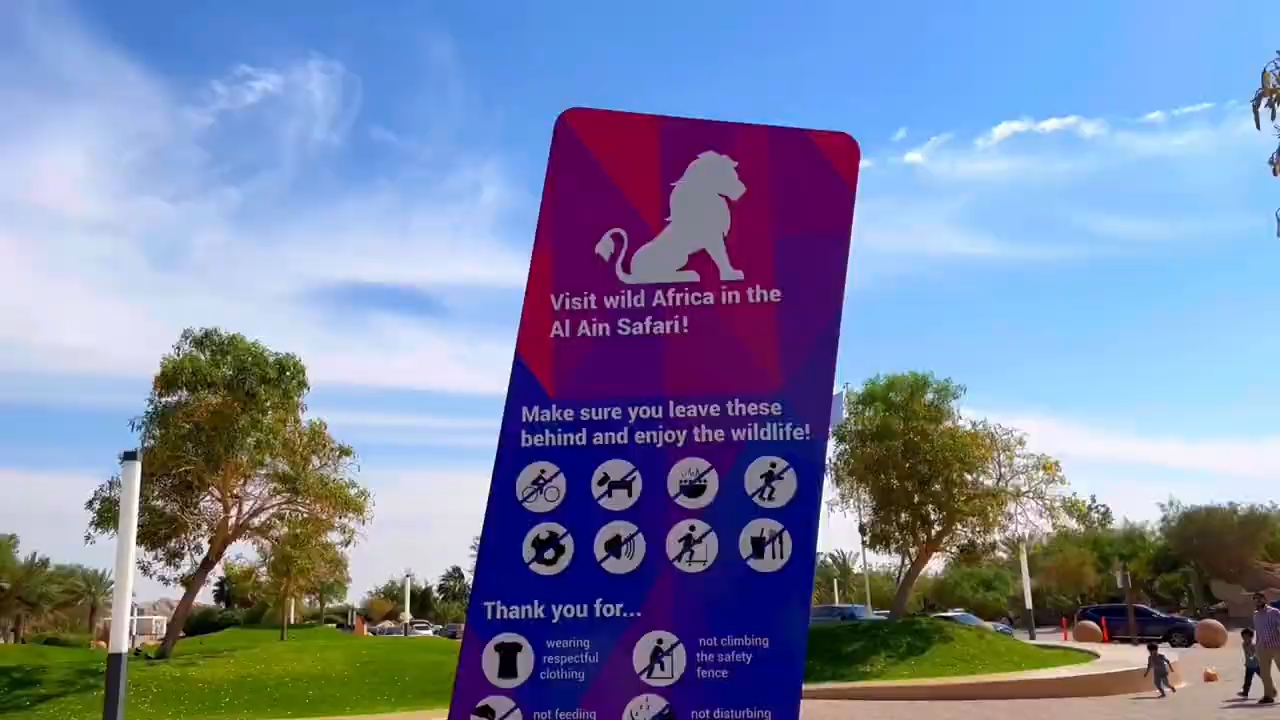 Visit wild Africa in the
Al Ain Safari!
Make sure you leave these
behind and enjoy the wildlife!
Thank you for...
wearing
respectful
clothing
not climbing
the safety
fence
not feeding
not disturbing